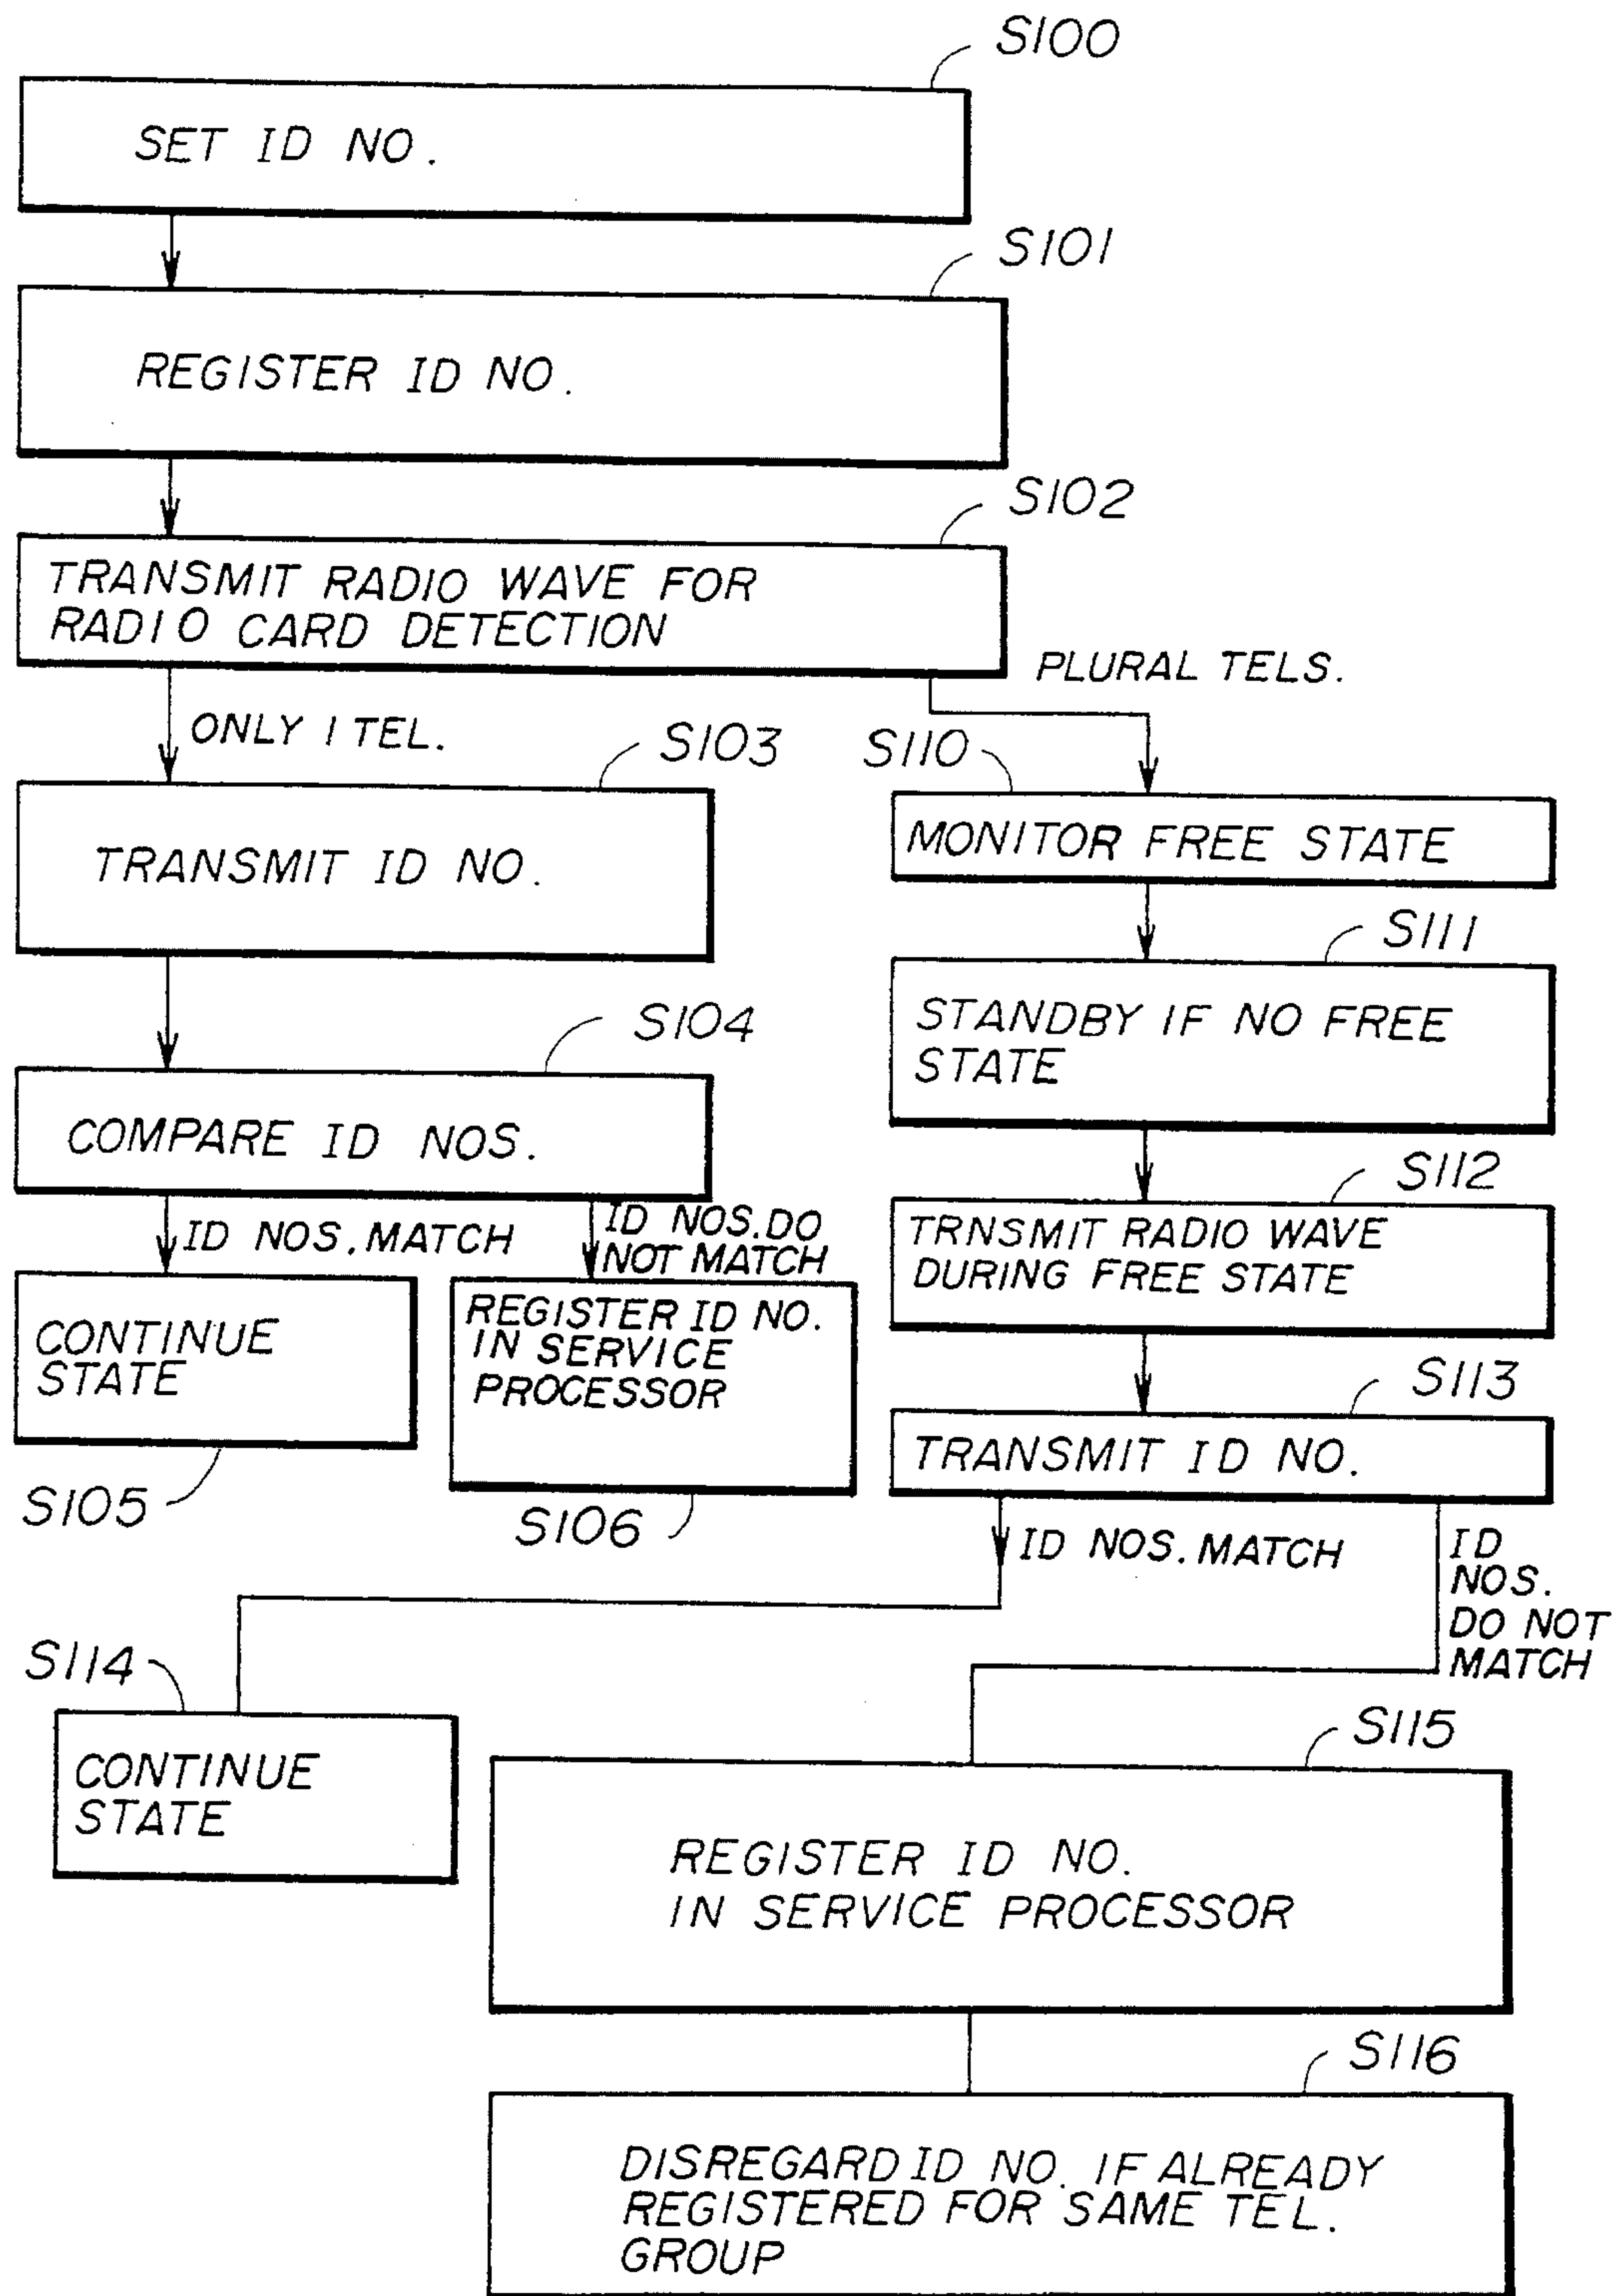 S100
SET ID NO.
S101
REGISTER ID NO.
S102
TRANSMIT RADIO WAVE FOR
RADIO CARD DETECTION
PLURAL TELS.
ONLY 1 TEL.
S103
S110
TRANSMIT ID NO.
MONITOR FREE STATE
S111
STANDBY IF NO FREE
STATE
S104
COMPARE ID NOS.
ID NOS. MATCH
ID NOS. DO
NOT MATCH
S112
TRNSMIT RADIO WAVE
DURING FREE STATE
CONTINUE
STATE
S105
REGISTER ID NO.
IN SERVICE
PROCESSOR
S106
S113
TRANSMIT ID NO.
ID NOS. MATCH
ID
NOS.
DO NOT
MATCH
S114
CONTINUE
STATE
S115
REGISTER ID NO.
IN SERVICE PROCESSOR
S116
DISREGARD ID NO. IF ALREADY
REGISTERED FOR SAME TEL.
GROUP